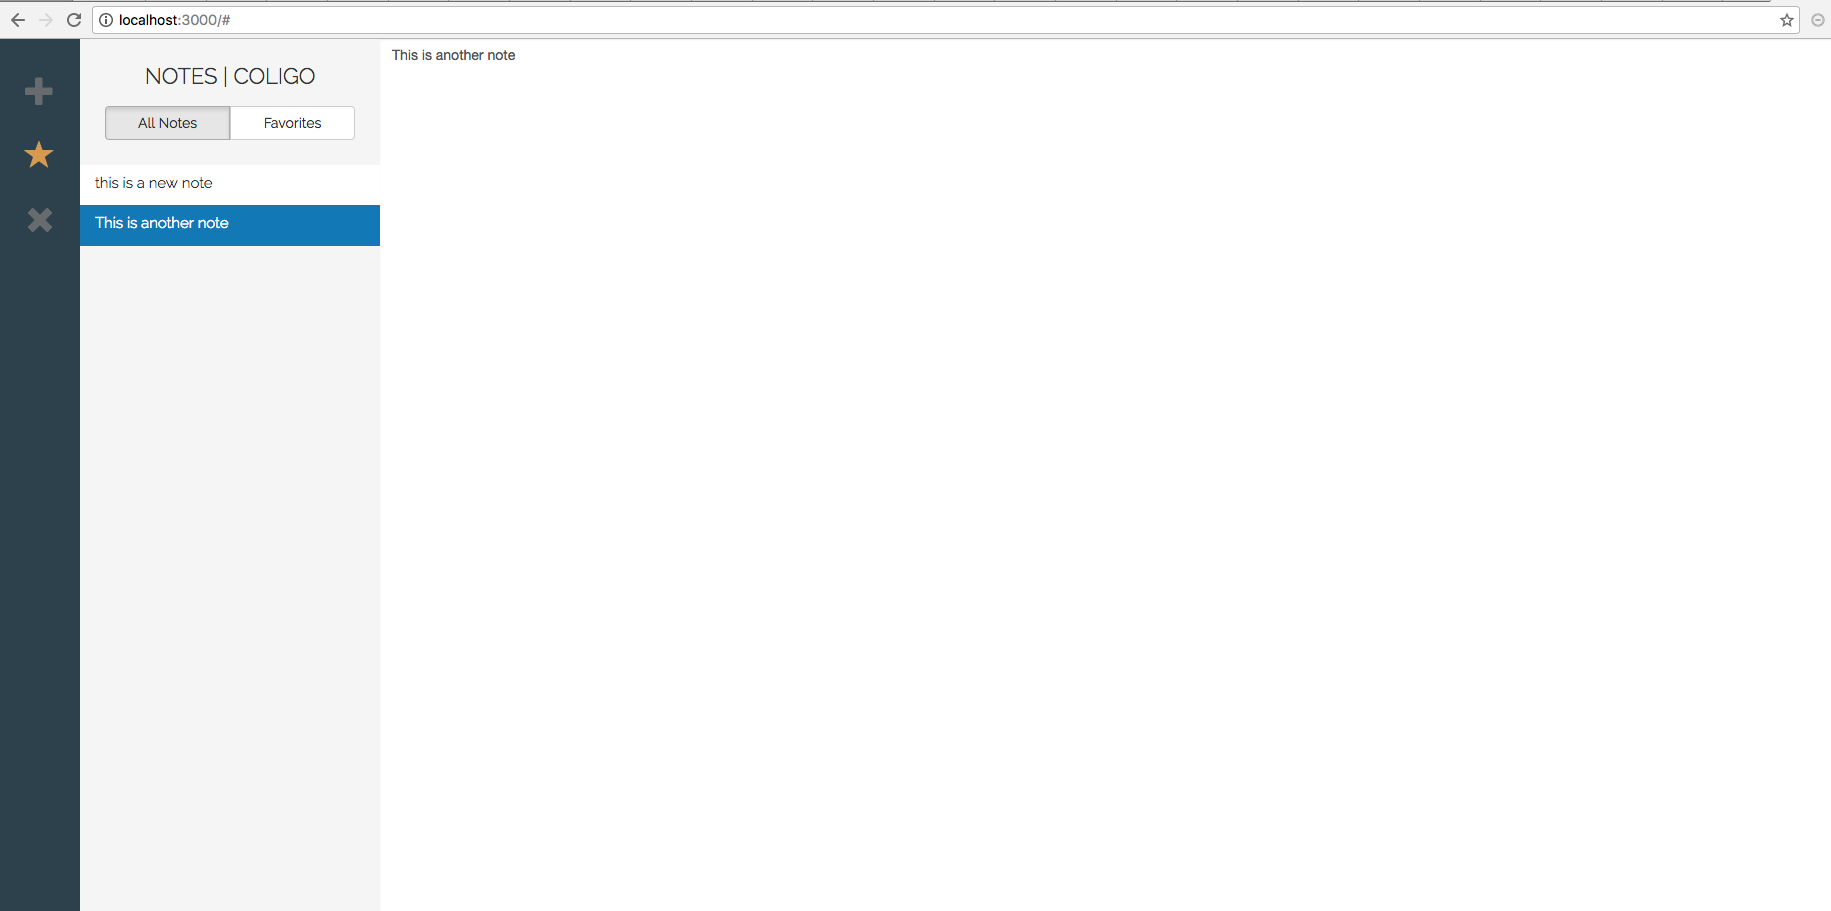 localhost:3000/#
NOTES | COLIGO
All Notes
Favorites
this is a new note
This is another note
This is another note